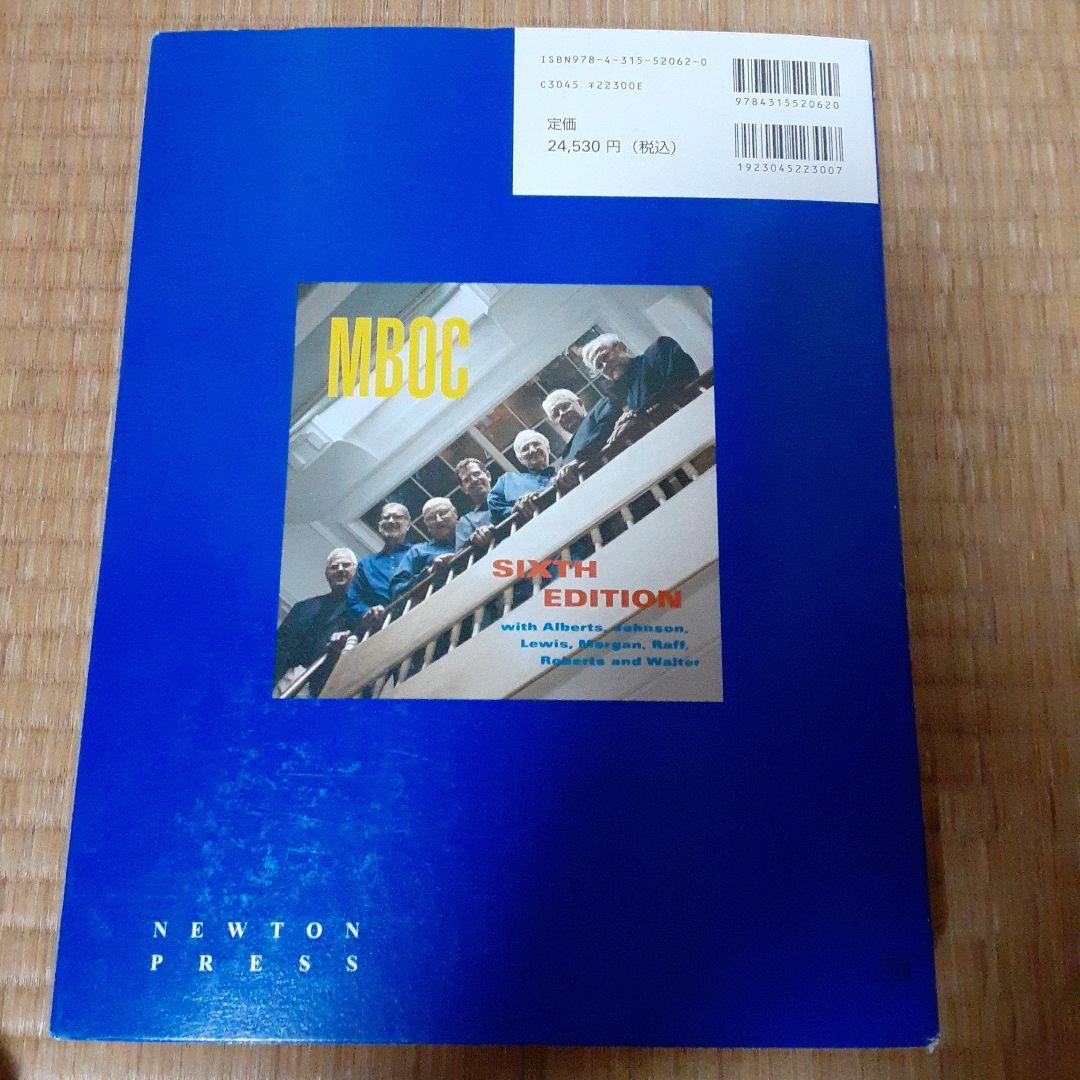 ISBN978-4-315-52062-0
C3045 ¥22300E
定価
24,530 円（税込）
9784315520620
1923045223007
MBOC
SIXTH
EDITION
with Alberts, Johnson,
Lewis, Morgan, Raff,
Roberts and Walter
NEWTON
PRESS